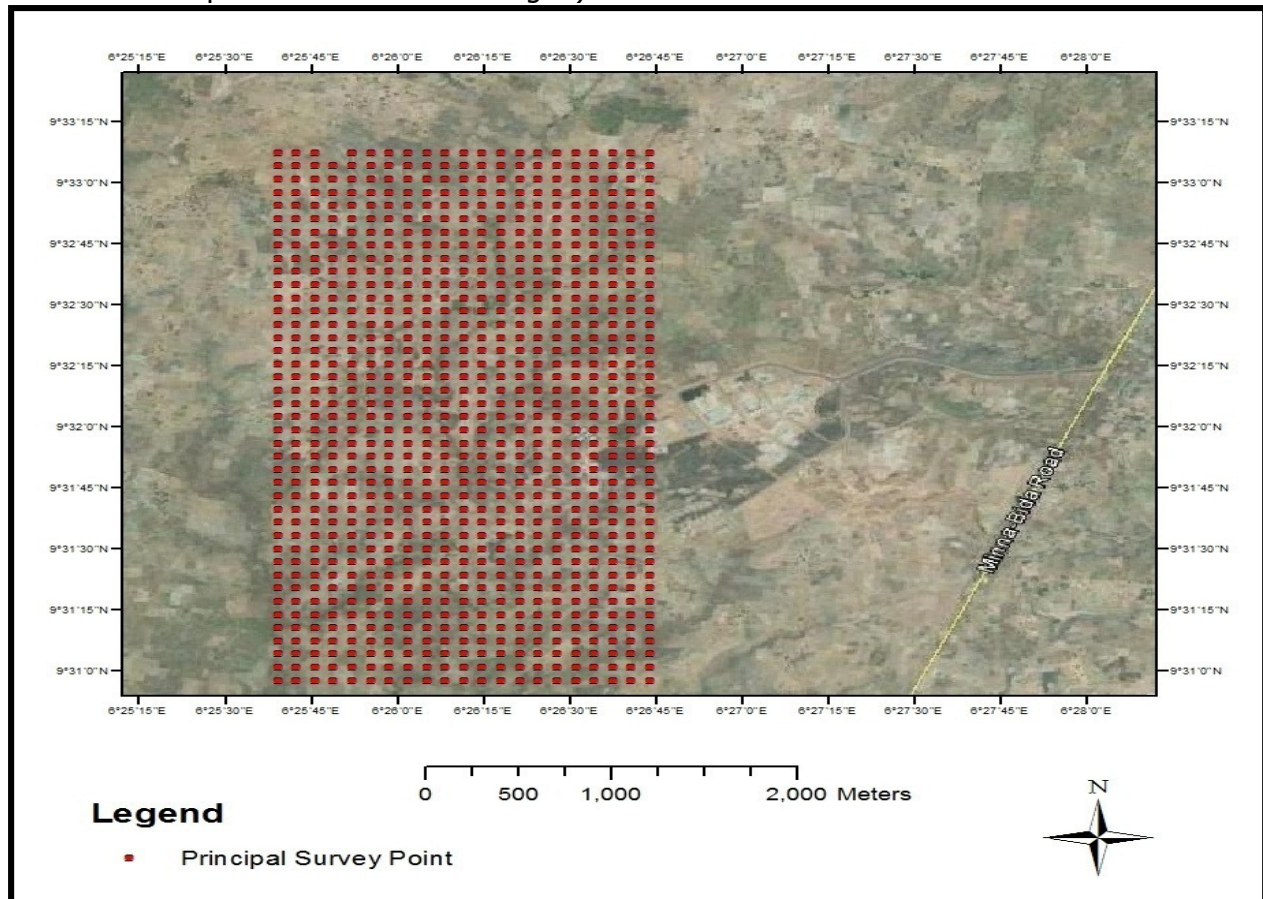 6°25'15"E 6°25'30"E 6°25'45"E 6°26'0"E 6°26'15"E 6°26'30"E 6°26'45"E 6°27'0"E 6°27'15"E 6°27'30"E 6°27'45"E 6°28'0"E
9°33'15"N 9°33'15"N
9°33'0"N 9°33'0"N
9°32'45"N 9°32'45"N
9°32'30"N 9°32'30"N
9°32'15"N 9°32'15"N
9°32'0"N 9°32'0"N
9°31'45"N 9°31'45"N
Minna-Bida Road
9°31'30"N 9°31'30"N
9°31'15"N 9°31'15"N
9°31'0"N 9°31'0"N
6°25'15"E 6°25'30"E 6°25'45"E 6°26'0"E 6°26'15"E 6°26'30"E 6°26'45"E 6°27'0"E 6°27'15"E 6°27'30"E 6°27'45"E 6°28'0"E
0 500 1,000 2,000 Meters
N
Legend
Principal Survey Point